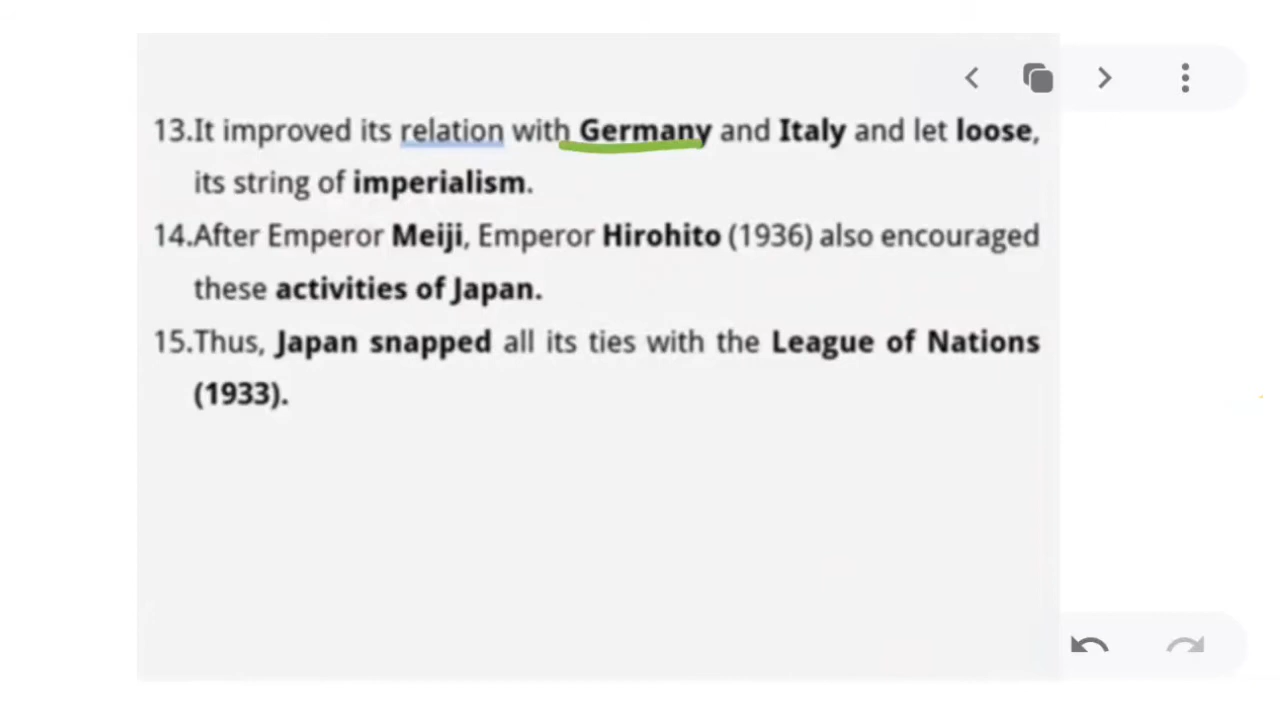 13.It improved its relation with Germany and Italy and let loose,
its string of imperialism.
14.After Emperor Meiji, Emperor Hirohito (1936) also encouraged
these activities of Japan.
15.Thus, Japan snapped all its ties with the League of Nations
(1933).